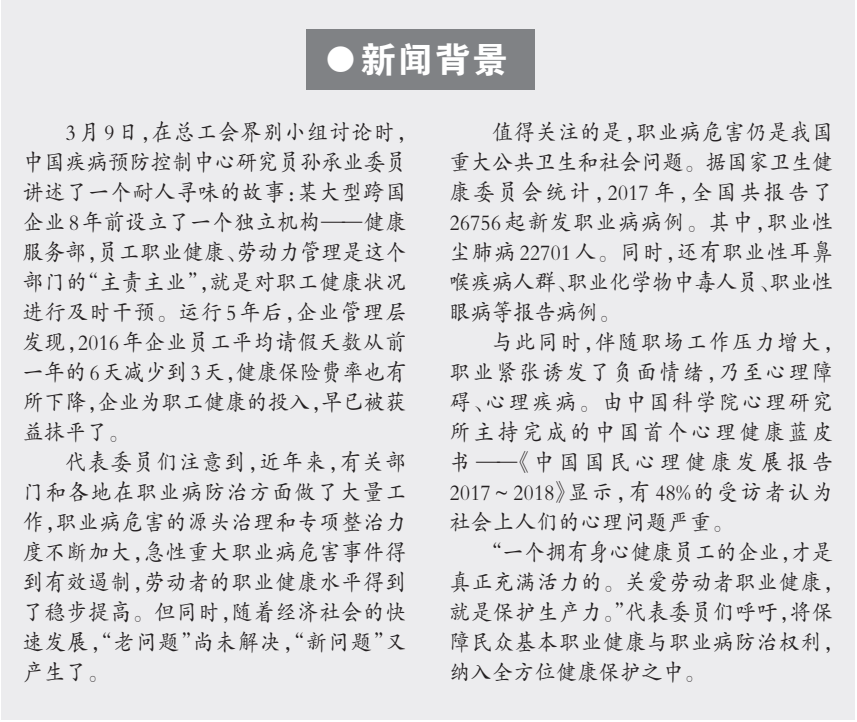 ●新闻背景
3月9日，在总工会界别小组讨论时，
中国疾病预防控制中心研究员孙承业委员
讲述了一个耐人寻味的故事：某大型跨国
企业8年前设立了一个独立机构——健康
服务部，员工职业健康、劳动力管理是这个
部门的“主责主业”，就是对职工健康状况
进行及时干预。运行5年后，企业管理层
发现，2016年企业员工平均请假天数从前
一年的6天减少到3天，健康保险费率也有
所下降，企业为职工健康的投入，早已被获
益抹平了。
代表委员们注意到，近年来，有关部
门和各地在职业病防治方面做了大量工
作，职业病危害的源头治理和专项整治力
度不断加大，急性重大职业病危害事件得
到有效遏制，劳动者的职业健康水平得到
了稳步提高。但同时，随着经济社会的快
速发展，“老问题”尚未解决，“新问题”又
产生了。
值得关注的是，职业病危害仍是我国
重大公共卫生和社会问题。据国家卫生健
康委员会统计，2017年，全国共报告了
26756起新发职业病病例。其中，职业性
尘肺病22701人。同时，还有职业性耳鼻
喉疾病人群、职业化学物中毒人员、职业性
眼病等报告病例。
与此同时，伴随职场工作压力增大，
职业紧张诱发了负面情绪，乃至心理障
碍、心理疾病。由中国科学院心理研究
所主持完成的中国首个心理健康蓝皮
书——《中国国民心理健康发展报告
2017~2018》显示，有48%的受访者认为
社会上人们的心理问题严重。
“一个拥有身心健康员工的企业，才是
真正充满活力的。关爱劳动者职业健康，
就是保护生产力。”代表委员们呼吁，将保
障民众基本职业健康与职业病防治权利，
纳入全方位健康保护之中。